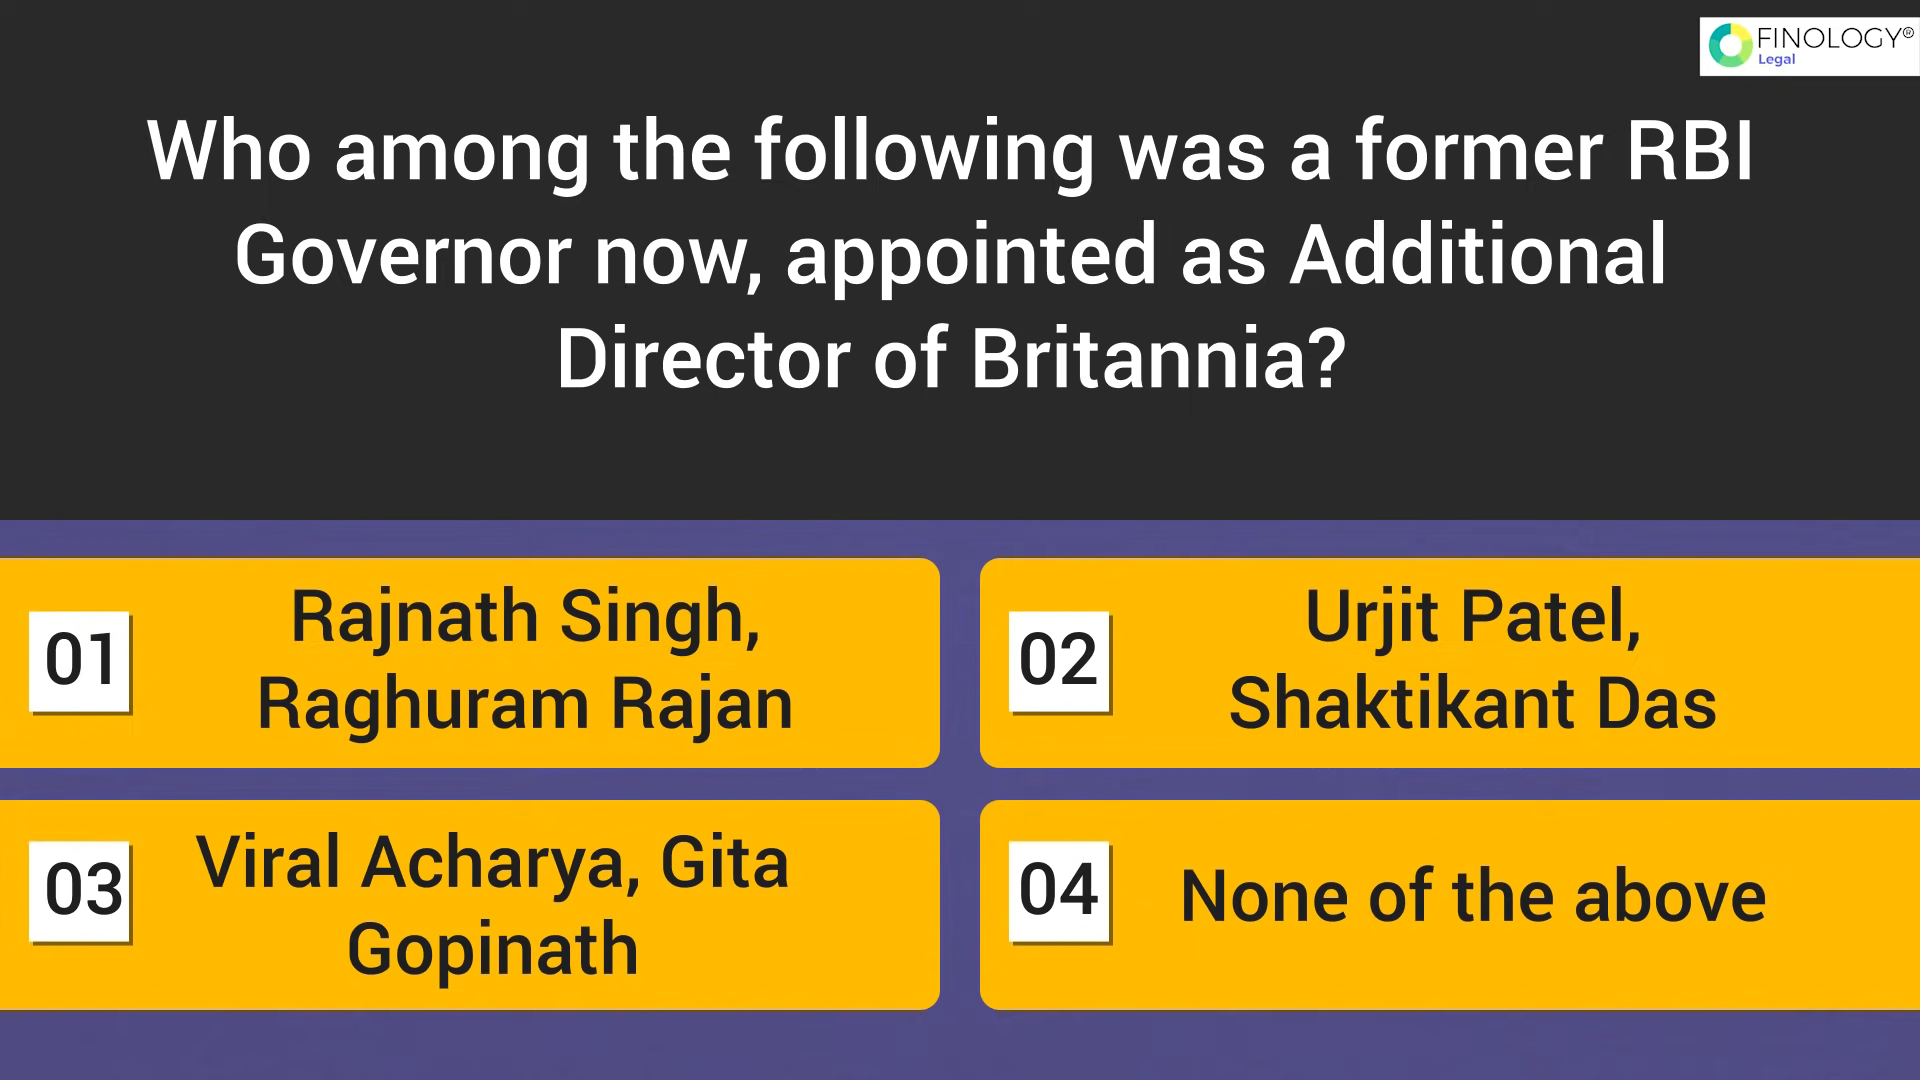 FINOLOGY®
Legal
Who among the following was a former RBI
Governor now, appointed as Additional
Director of Britannia?
01
Rajnath Singh,
Raghuram Rajan
02
Urjit Patel,
Shaktikant Das
03
Viral Acharya, Gita
Gopinath
04
None of the above